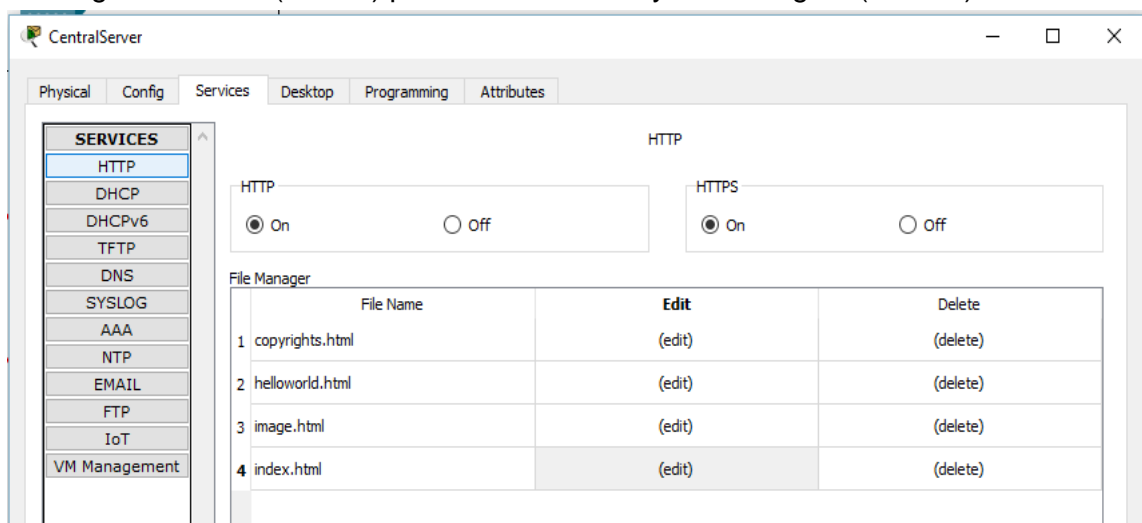 CentralServer
Physical Config Services Desktop Programming Attributes
SERVICES
HTTP
DHCP
DHCPv6
TFTP
DNS
SYSLOG
AAA
NTP
EMAIL
FTP
IoT
VM Management
HTTP
HTTP
On Off
HTTPS
On Off
File Manager
File Name Edit Delete
1 copyrights.html (edit) (delete)
2 helloworld.html (edit) (delete)
3 image.html (edit) (delete)
4 index.html (edit) (delete)